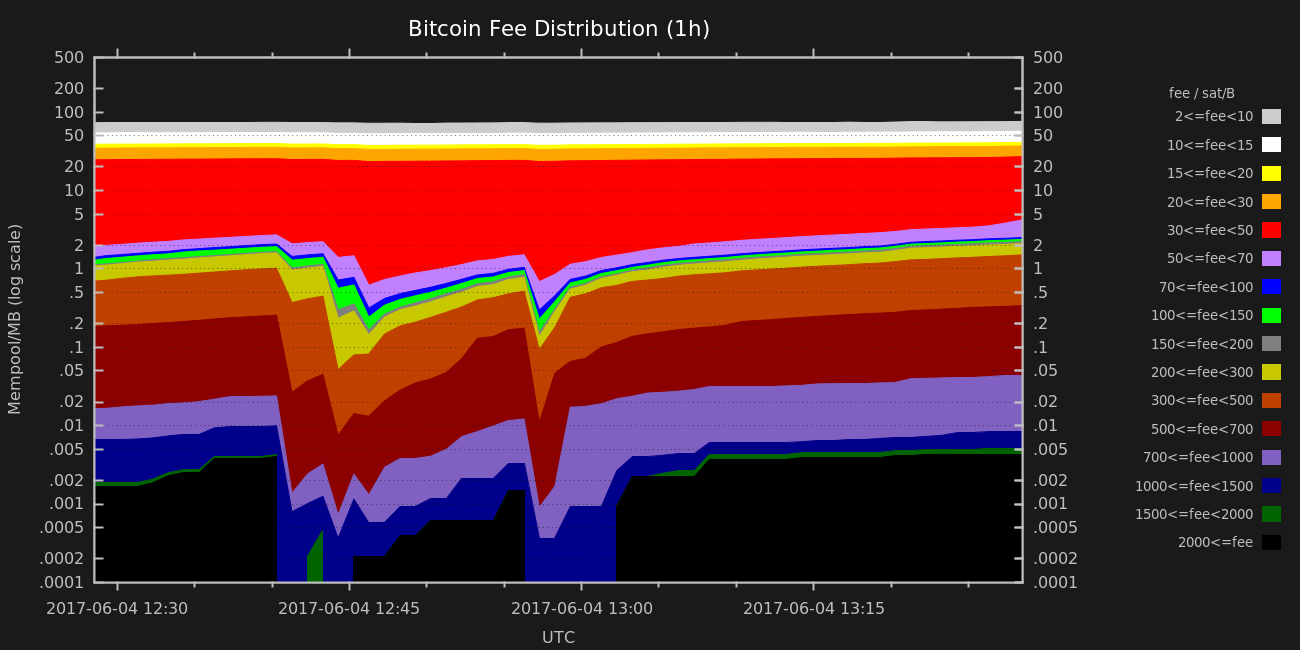 Bitcoin Fee Distribution (1h)
Mempool/MB (log scale)
500
200
100
50
20
10
5
2
1
.5
.2
.1
.05
.02
.01
.005
.002
.001
.0005
.0002
.0001
500
200
100
50
20
10
5
2
1
.5
.2
.1
.05
.02
.01
.005
.002
.001
.0005
.0002
.0001
2017-06-04 12:30
2017-06-04 12:45
2017-06-04 13:00
2017-06-04 13:15
UTC
fee / sat/B
2<=fee<10
10<=fee<15
15<=fee<20
20<=fee<30
30<=fee<50
50<=fee<70
70<=fee<100
100<=fee<150
150<=fee<200
200<=fee<300
300<=fee<500
500<=fee<700
700<=fee<1000
1000<=fee<1500
1500<=fee<2000
2000<=fee